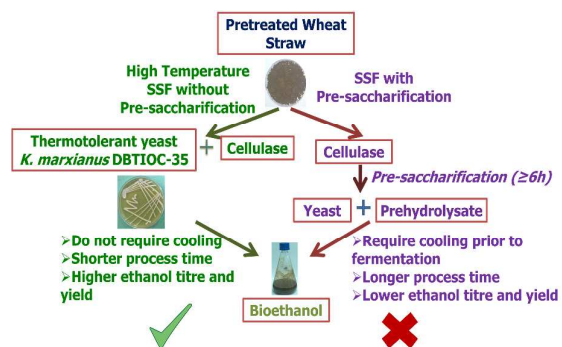 Pretreated Wheat
Straw
High Temperature
SSF without
Pre-saccharification
SSF with
Pre-saccharification
Thermotolerant yeast
K. marxianus DBTIOC-35
+
Cellulase
Cellulase
Pre-saccharification (≥6h)
Yeast
+
Prehydrolysate
➢Do not require cooling
➢Shorter process time
➢Higher ethanol titre and
yield
➢Require cooling prior to
fermentation
➢Longer process time
➢Lower ethanol titre and yield
Bioethanol